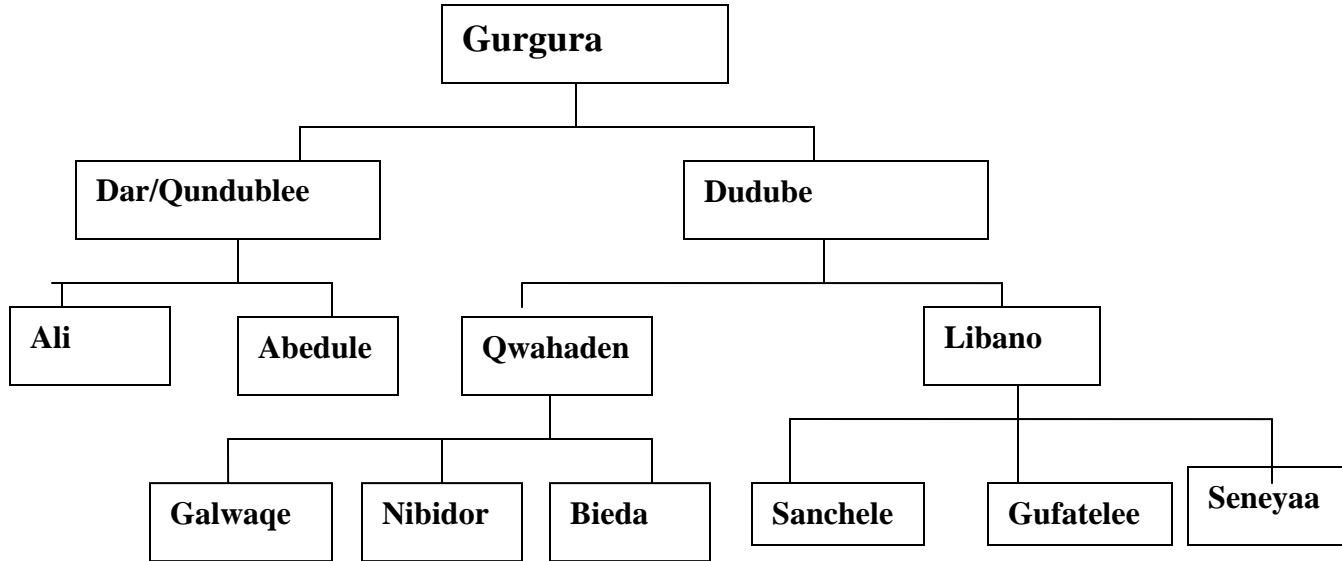 Gurgura
Dar/Qundublee
Dudube
Ali
Abedule
Qwahaden
Libano
Galwaqe
Nibidor
Bieda
Sanchele
Gufatelee
Seneyaa